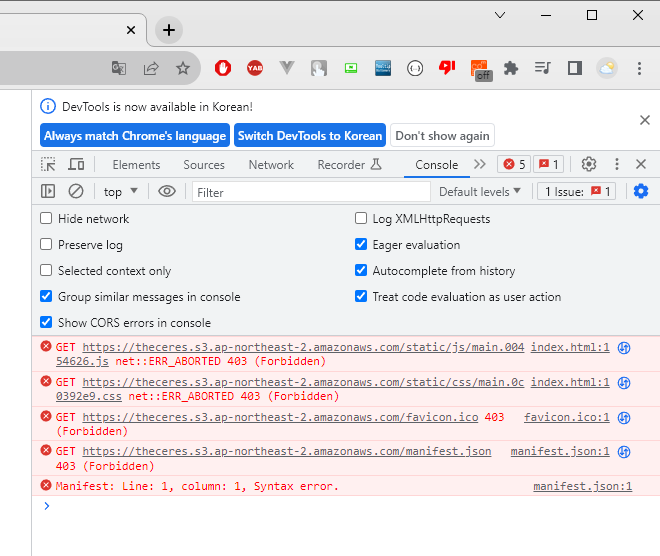 YAB
off
DevTools is now available in Korean!
Always match Chrome's language Switch DevTools to Korean Don't show again
Elements Sources Network Recorder Console 5 1
top Filter Default levels 1 Issue: 1
Hide network Log XMLHttpRequests
Preserve log Eager evaluation
Selected context only Autocomplete from history
Group similar messages in console Treat code evaluation as user action
Show CORS errors in console
GET https://theceres.s3.ap-northeast-2.amazonaws.com/static/js/main.004 index.html:1
54626.js net::ERR_ABORTED 403 (Forbidden)
GET https://theceres.s3.ap-northeast-2.amazonaws.com/static/css/main.0c index.html:1
0392e9.css net::ERR_ABORTED 403 (Forbidden)
GET https://theceres.s3.ap-northeast-2.amazonaws.com/favicon.ico 403 favicon.ico:1
(Forbidden)
GET https://theceres.s3.ap-northeast-2.amazonaws.com/manifest.json manifest.json:1
403 (Forbidden)
Manifest: Line: 1, column: 1, Syntax error. manifest.json:1